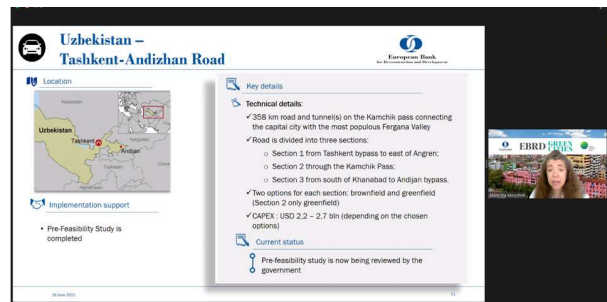 Uzbekistan –
Tashkent-Andizhan Road
European Bank
for Reconstruction and Development
Location
Uzbekistan
Tashkent
Andijan
Implementation support
• Pre-Feasibility Study is
completed
Key details
Technical details:
✓358 km road and tunnel(s) on the Kamchik pass connecting
the capital city with the most populous Fergana Valley
✓Road is divided into three sections:
o Section 1 from Tashkent bypass to east of Angren;
o Section 2 through the Kamchik Pass;
o Section 3 from south of Khanabad to Andijan bypass.
✓Two options for each section: brownfield and greenfield
(Section 2 only greenfield)
✓CAPEX : USD 2,2 – 2,7 bln (depending on the chosen
options)
Current status
Pre-feasibility study is now being reviewed by the
government
EBRD GREEN
CITIES